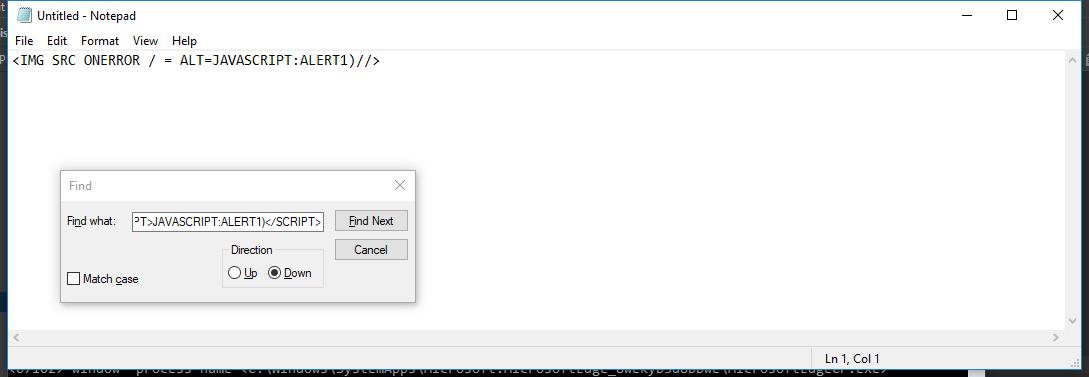 Untitled - Notepad
File Edit Format View Help
<IMG SRC ONERROR / = ALT=JAVASCRIPT:ALERT1)//>
Find
Find what: PT>JAVASCRIPT:ALERT1)</SCRIPT> Find Next
Direction Cancel
Up Down
Match case
Ln 1, Col 1